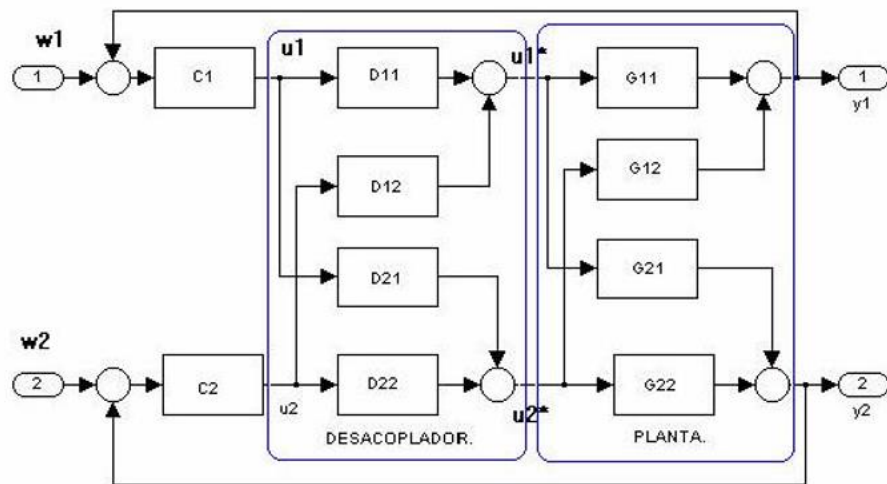 w1
u1
u1*
1
C1
D11
G11
1
y1
D12
G12
D21
G21
w2
2
C2
u2
D22
u2*
G22
2
y2
DESACOPLADOR.
PLANTA.